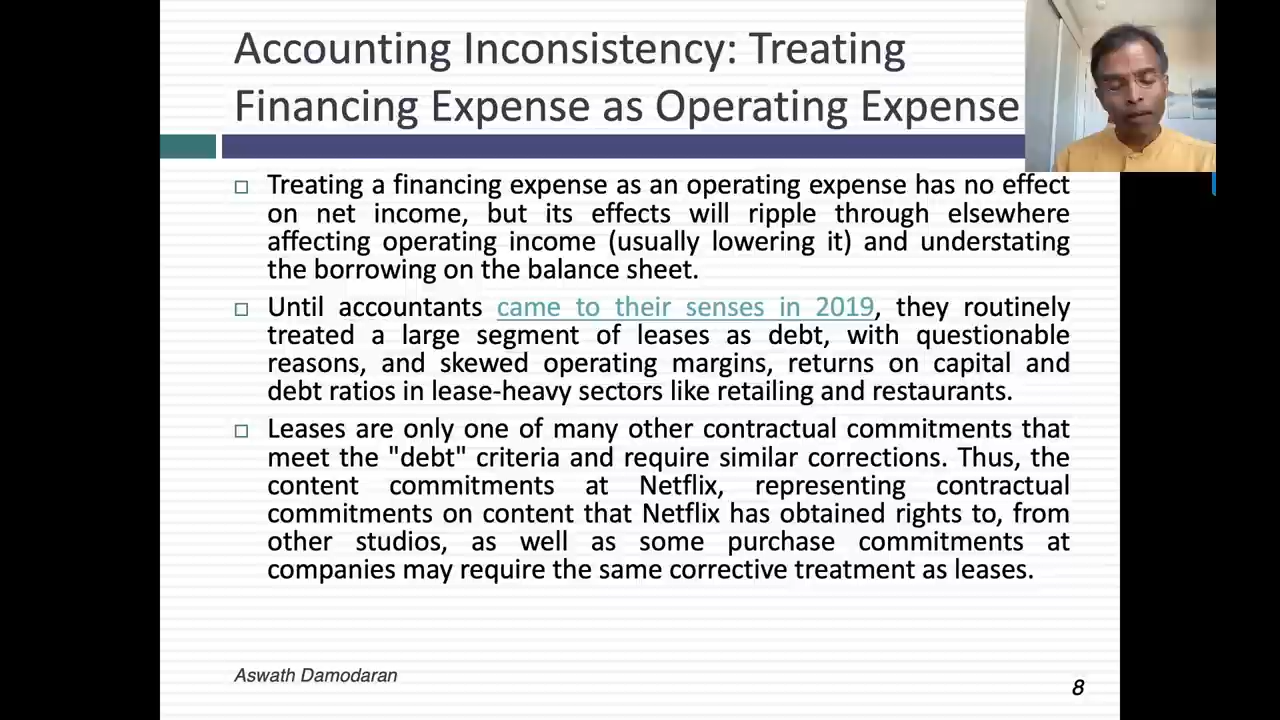 Accounting Inconsistency: Treating
Financing Expense as Operating Expense
Treating a financing expense as an operating expense has no effect
on net income, but its effects will ripple through elsewhere
affecting operating income (usually lowering it) and understating
the borrowing on the balance sheet.
Until accountants came to their senses in 2019, they routinely
treated a large segment of leases as debt, with questionable
reasons, and skewed operating margins, returns on capital and
debt ratios in lease-heavy sectors like retailing and restaurants.
Leases are only one of many other contractual commitments that
meet the "debt" criteria and require similar corrections. Thus, the
content commitments at Netflix, representing contractual
commitments on content that Netflix has obtained rights to, from
other studios, as well as some purchase commitments at
companies may require the same corrective treatment as leases.
Aswath Damodaran
8